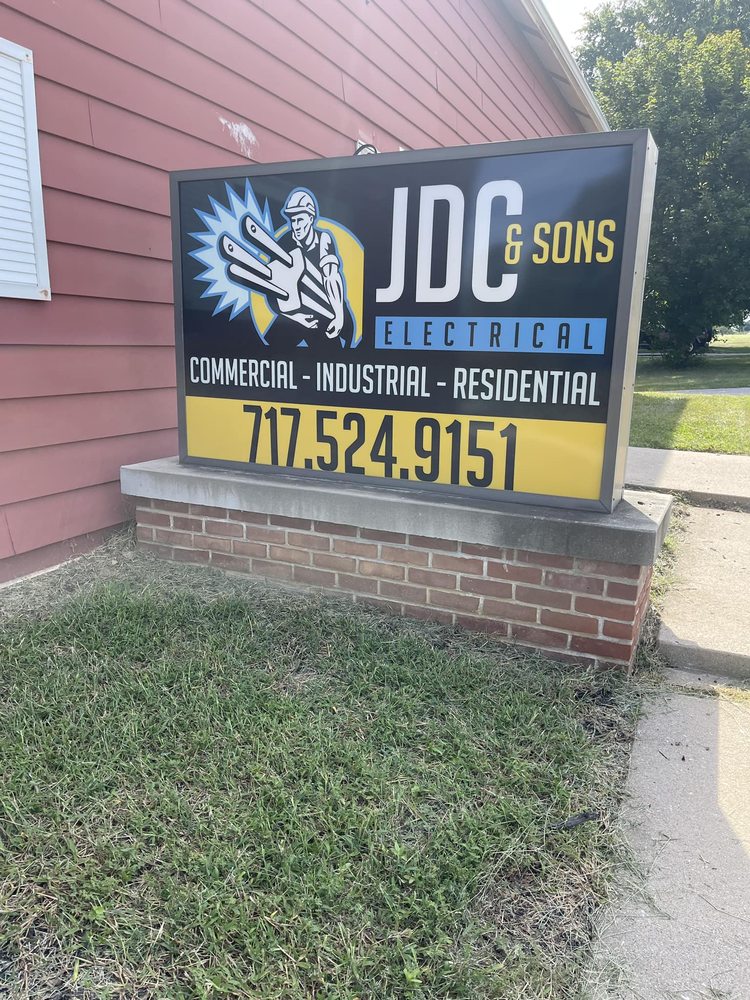 JDC & SONS
ELECTRICAL
COMMERCIAL - INDUSTRIAL - RESIDENTIAL
717.524.9151